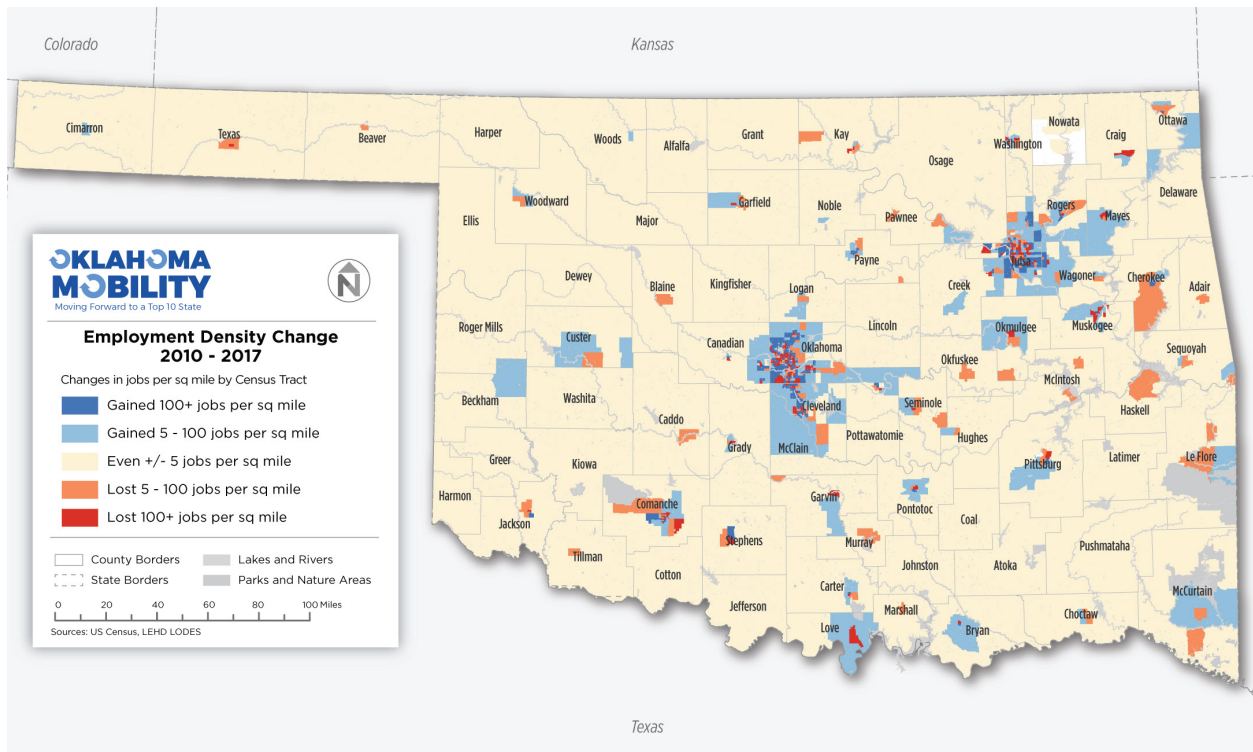 Colorado
Kansas
Cimarron
Texas
Beaver
Harper
Woods
Alfalfa
Grant
Kay
Osage
Washington
Nowata
Craig
Ottawa
Ellis
Woodward
Major
Garfield
Noble
Pawnee
Rogers
Mayes
Delaware
Dewey
Blaine
Kingfisher
Logan
Payne
Creek
Tulsa
Wagoner
Cherokee
Adair
Roger Mills
Custer
Canadian
Oklahoma
Lincoln
Okfuskee
Okmulgee
Muskogee
McIntosh
Sequoyah
Beckham
Washita
Caddo
Grady
Cleveland
McClain
Pottawatomie
Seminole
Hughes
Haskell
Greer
Kiowa
Pittsburg
Latimer
Le Flore
Harmon
Jackson
Comanche
Garvin
Pontotoc
Coal
Tillman
Cotton
Stephens
Murray
Johnston
Atoka
Pushmataha
Jefferson
Carter
Love
Marshall
Bryan
Choctaw
McCurtain
Texas
OKLAHOMA
MOBILITY
Moving Forward to a Top 10 State
N
Employment Density Change
2010 - 2017
Changes in jobs per sq mile by Census Tract
Gained 100+ jobs per sq mile
Gained 5 - 100 jobs per sq mile
Even +/- 5 jobs per sq mile
Lost 5 - 100 jobs per sq mile
Lost 100+ jobs per sq mile
County Borders
Lakes and Rivers
State Borders
Parks and Nature Areas
0 20 40 60 80 100 Miles
Sources: US Census, LEHD LODES